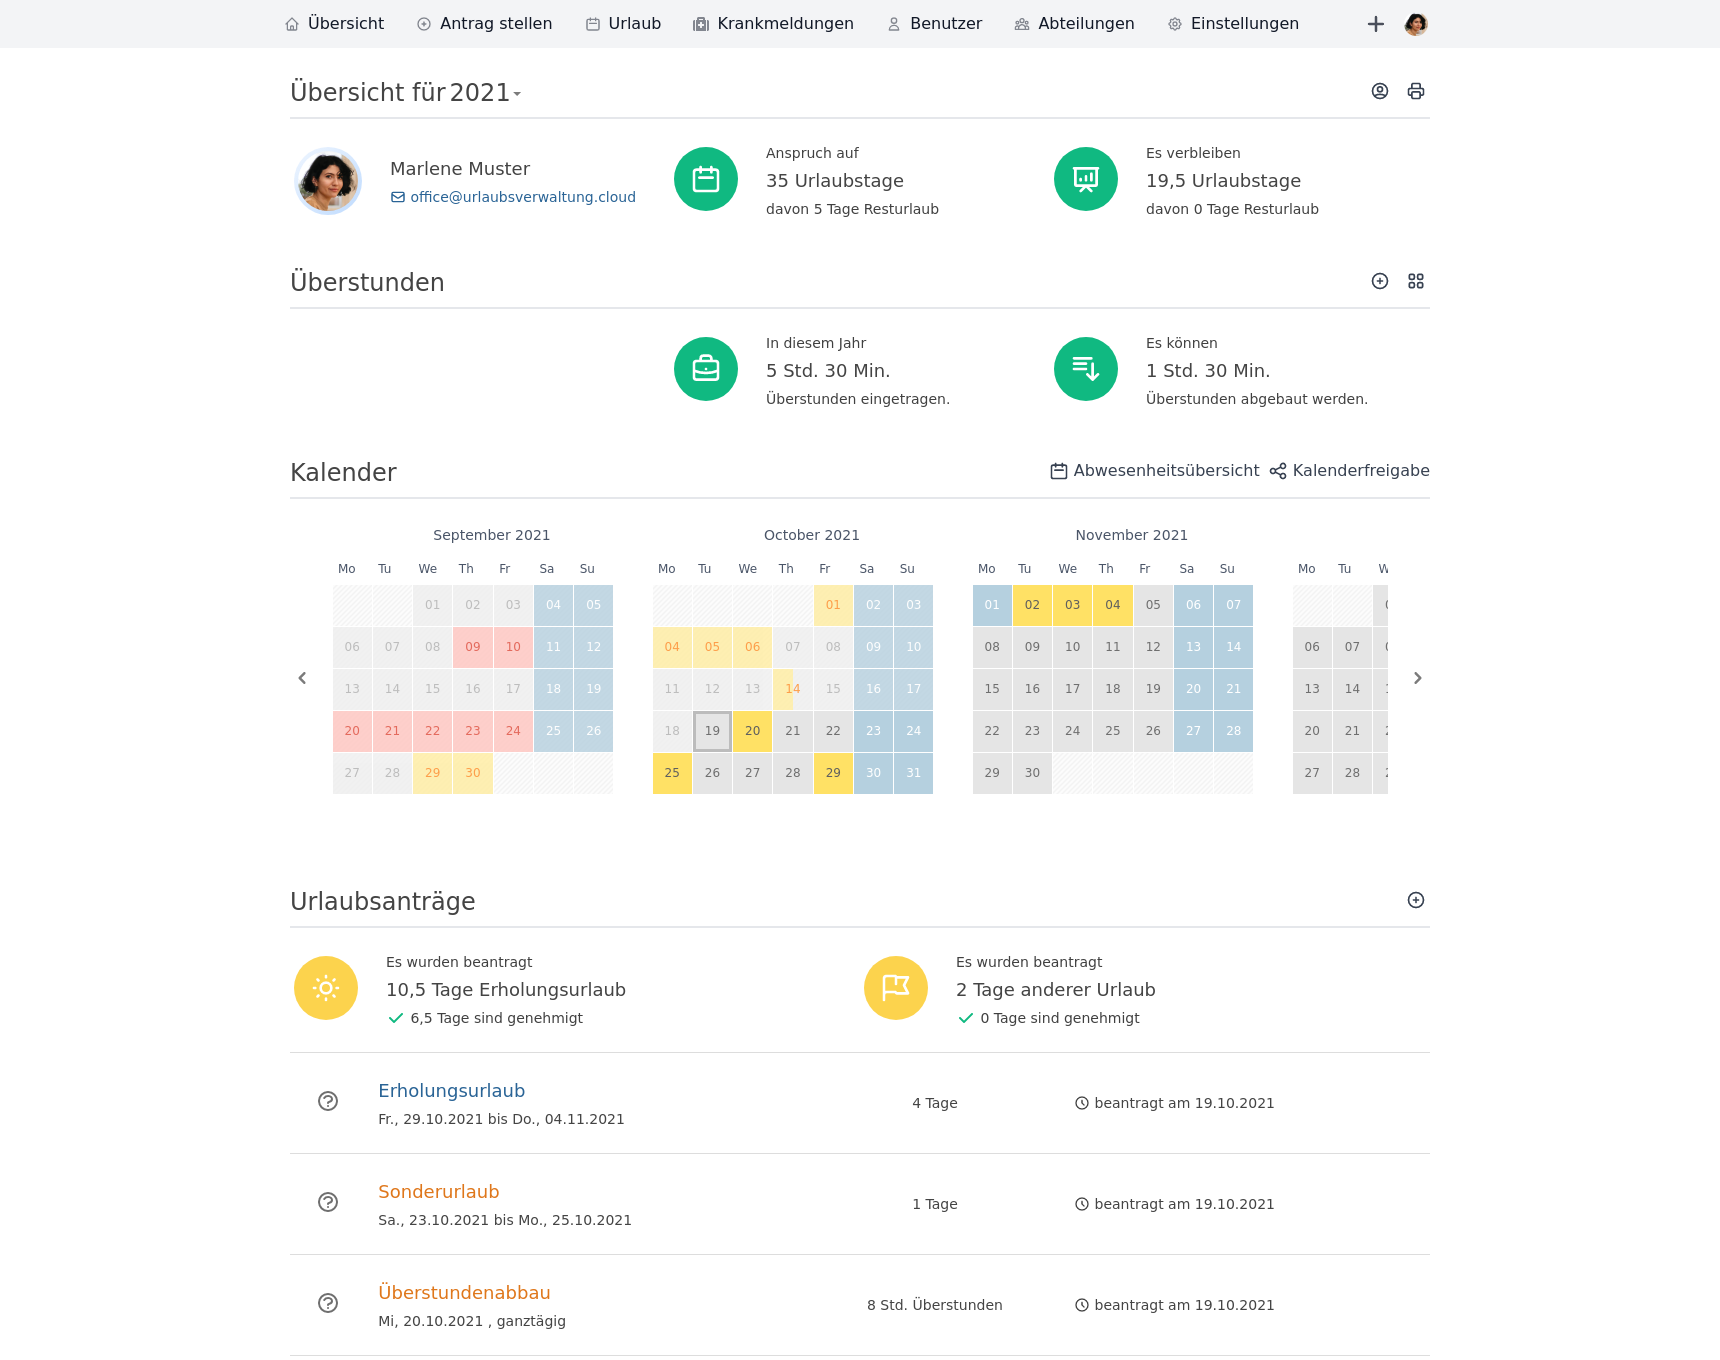 Übersicht Antrag stellen Urlaub Krankmeldungen Benutzer Abteilungen Einstellungen
Übersicht für 2021
Marlene Muster
office@urlaubsverwaltung.cloud
Anspruch auf
35 Urlaubstage
davon 5 Tage Resturlaub
Es verbleiben
19,5 Urlaubstage
davon 0 Tage Resturlaub
Überstunden
In diesem Jahr
5 Std. 30 Min.
Überstunden eingetragen.
Es können
1 Std. 30 Min.
Überstunden abgebaut werden.
Kalender
Abwesenheitsübersicht Kalenderfreigabe
September 2021
Mo Tu We Th Fr Sa Su
01 02 03 04 05
06 07 08 09 10 11 12
13 14 15 16 17 18 19
20 21 22 23 24 25 26
27 28 29 30
October 2021
Mo Tu We Th Fr Sa Su
01 02 03
04 05 06 07 08 09 10
11 12 13 14 15 16 17
18 19 20 21 22 23 24
25 26 27 28 29 30 31
November 2021
Mo Tu We Th Fr Sa Su
01 02 03 04 05 06 07
08 09 10 11 12 13 14
15 16 17 18 19 20 21
22 23 24 25 26 27 28
29 30
Mo Tu
06 07
13 14
20 21
27 28
Urlaubsanträge
Es wurden beantragt
10,5 Tage Erholungsurlaub
6,5 Tage sind genehmigt
Es wurden beantragt
2 Tage anderer Urlaub
0 Tage sind genehmigt
Erholungsurlaub
Fr., 29.10.2021 bis Do., 04.11.2021
4 Tage
beantragt am 19.10.2021
Sonderurlaub
Sa., 23.10.2021 bis Mo., 25.10.2021
1 Tage
beantragt am 19.10.2021
Überstundenabbau
Mi, 20.10.2021 , ganztägig
8 Std. Überstunden
beantragt am 19.10.2021